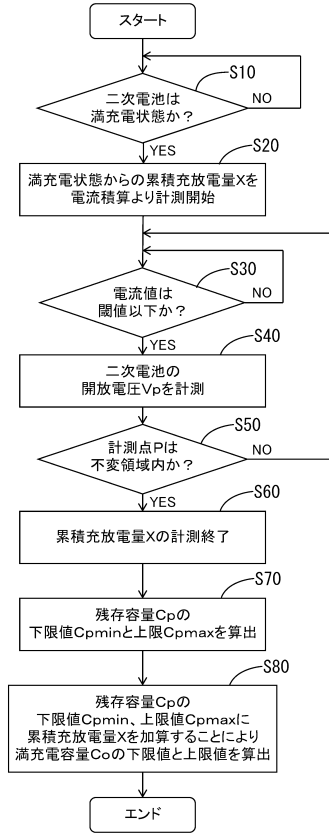 スタート
S10
二次電池は
満充電状態か?
NO
YES
S20
満充電状態からの累積充放電量Xを
電流積算より計測開始
S30
電流値は
閾値以下か?
NO
YES
S40
二次電池の
開放電圧Vpを計測
S50
計測点Pは
不変領域内か?
NO
YES
S60
累積充放電量Xの計測終了
S70
残存容量Cpの
下限値Cpminと上限Cpmaxを算出
S80
残存容量Cpの
下限値Cpmin、上限値Cpmaxに
累積充放電量Xを加算することにより
満充電容量Coの下限値と上限値を算出
エンド